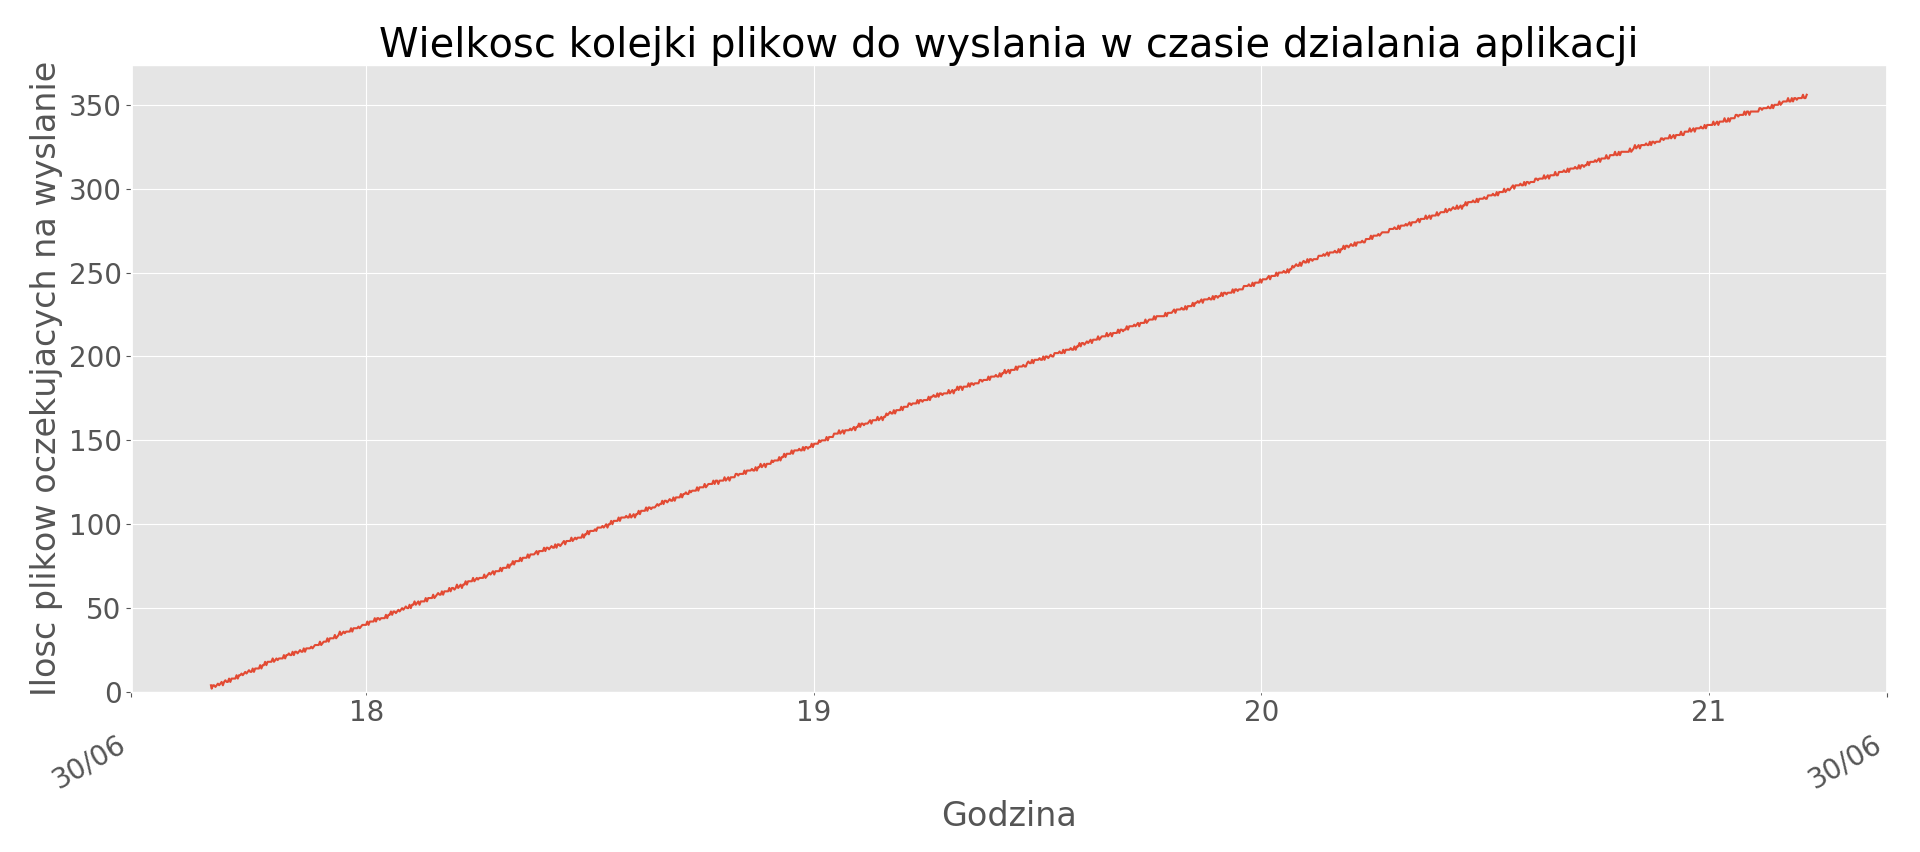 Wielkosc kolejki plikow do wyslania w czasie dzialania aplikacji
Ilosc plikow oczekujacych na wyslanie
350
300
250
200
150
100
50
0
18 19 20 21
30/06 30/06
Godzina